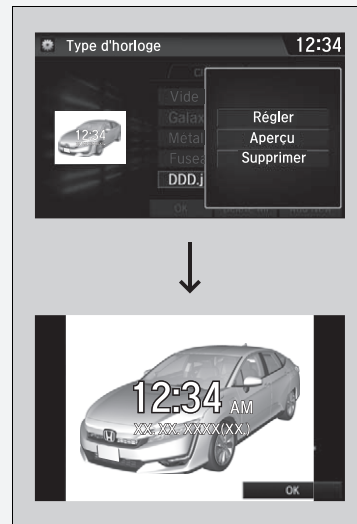 Type d'horloge
12:34
Vide
Galax
12:34
Métal
Fusea
DDD.j
OK
Régler
Aperçu
Supprimer
12:34 AM
XX, XX, XXXX(XX,)
OK